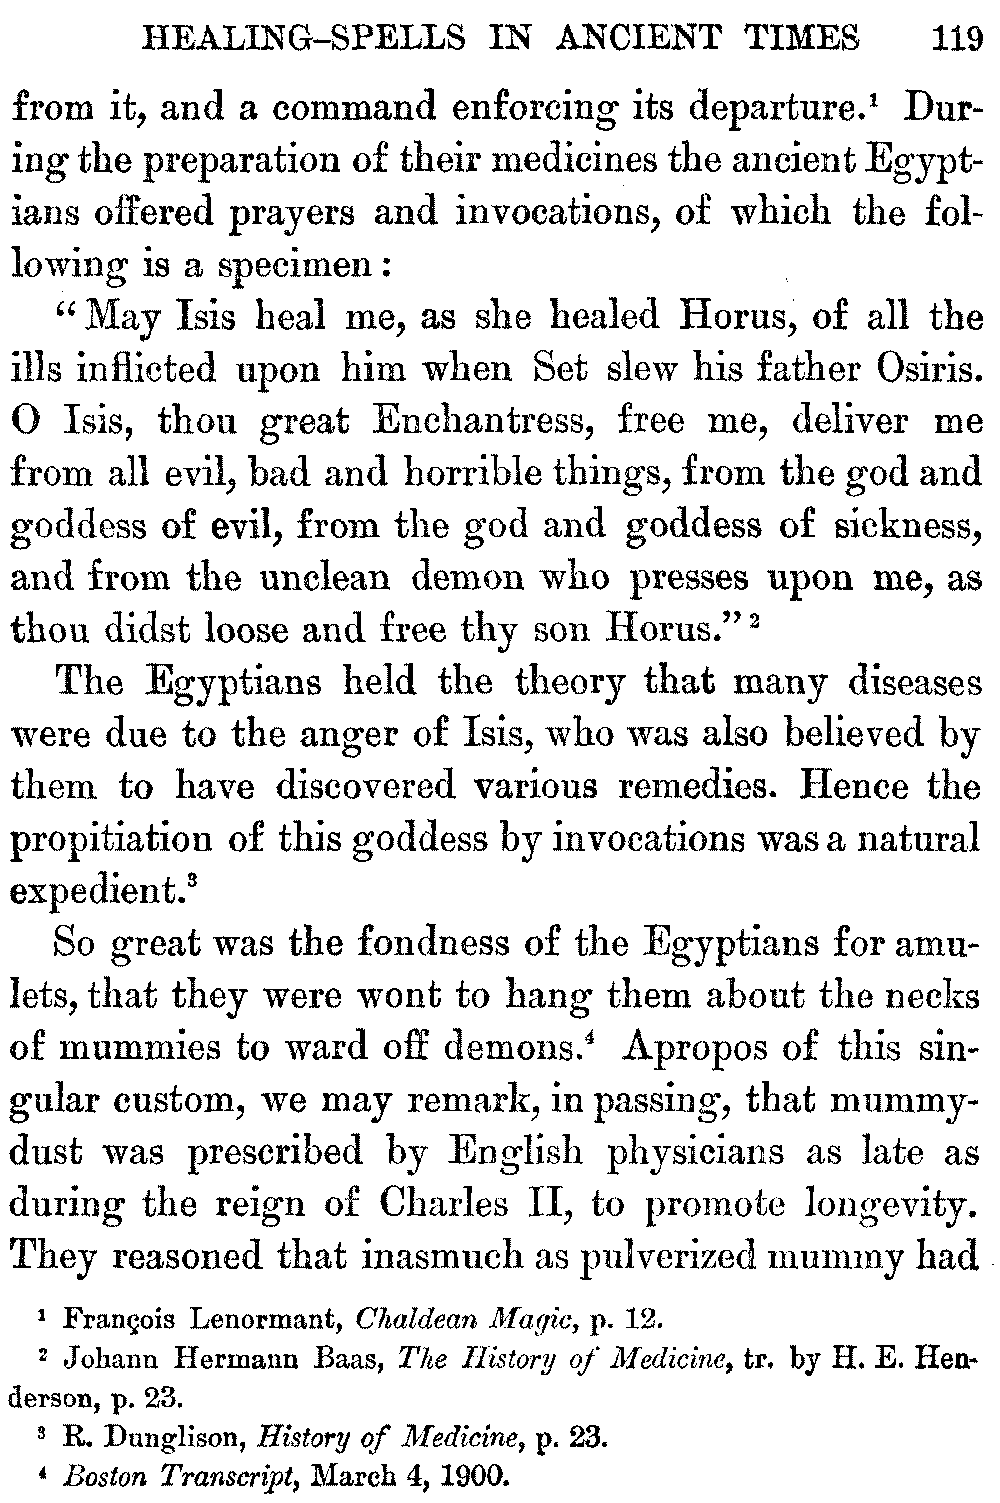 HEALING-SPELLS IN ANCIENT TIMES 119
from it, and a command enforcing its departure.¹ Dur-
ing the preparation of their medicines the ancient Egypt-
ians offered prayers and invocations, of which the fol-
lowing is a specimen:
"May Isis heal me, as she healed Horus, of all the
ills inflicted upon him when Set slew his father Osiris.
O Isis, thou great Enchantress, free me, deliver me
from all evil, bad and horrible things, from the god and
goddess of evil, from the god and goddess of sickness,
and from the unclean demon who presses upon me, as
thou didst loose and free thy son Horus."²
The Egyptians held the theory that many diseases
were due to the anger of Isis, who was also believed by
them to have discovered various remedies. Hence the
propitiation of this goddess by invocations was a natural
expedient.³
So great was the fondness of the Egyptians for amu-
lets, that they were wont to hang them about the necks
of mummies to ward off demons.⁴ Apropos of this sin-
gular custom, we may remark, in passing, that mummy-
dust was prescribed by English physicians as late as
during the reign of Charles II, to promote longevity.
They reasoned that inasmuch as pulverized mummy had
¹ François Lenormant, Chaldean Magic, p. 12.
² Johann Hermann Baas, The History of Medicine, tr. by H. E. Hen-
derson, p. 23.
³ R. Dunglison, History of Medicine, p. 23.
⁴ Boston Transcript, March 4, 1900.